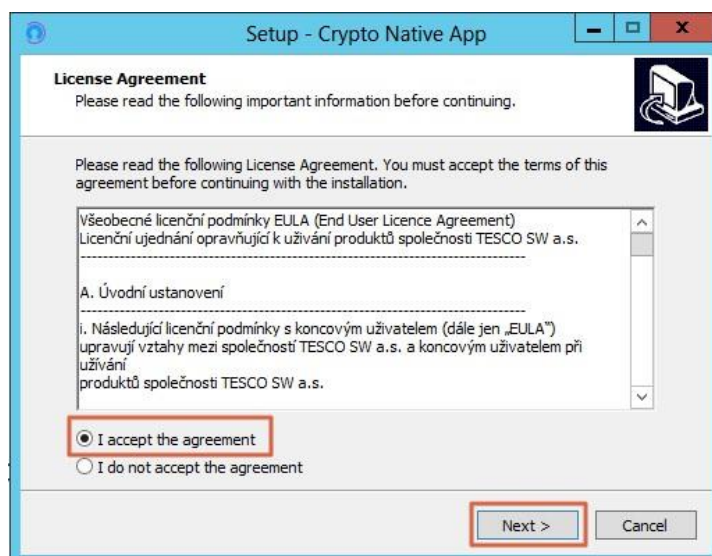 Setup - Crypto Native App
License Agreement
Please read the following important information before continuing.
Please read the following License Agreement. You must accept the terms of this
agreement before continuing with the installation.
Všeobecné licenční podmínky EULA (End User Licence Agreement)
Licenční ujednání opravňující k užívání produktů společnosti TESCO SW a.s.
--------------------------------------------------------------------------------
A. Úvodní ustanovení
--------------------------------------------------------------------------------
i. Následující licenční podmínky s koncovým uživatelem (dále jen „EULA“)
upravují vztahy mezi společností TESCO SW a.s. a koncovým uživatelem při
užívání
produktů společnosti TESCO SW a.s.
I accept the agreement
I do not accept the agreement
Next >
Cancel